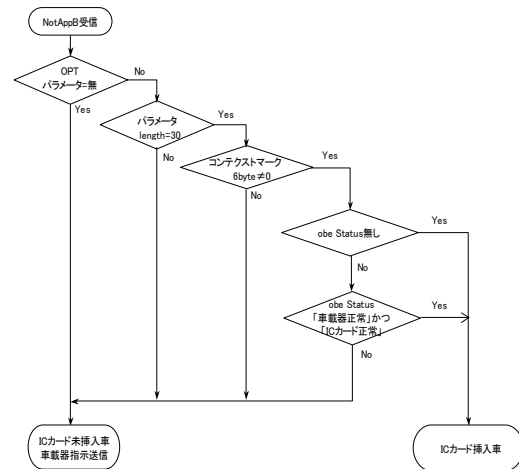 NotAppB受信
OPT
パラメータ=無
No
Yes
パラメータ
length=30
Yes
No
コンテクストマーク
6byte≠0
Yes
No
obe Status無し
Yes
No
obe Status
「車載器正常」かつ
「ICカード正常」
Yes
No
ICカード未挿入車
車載器指示送信
ICカード挿入車